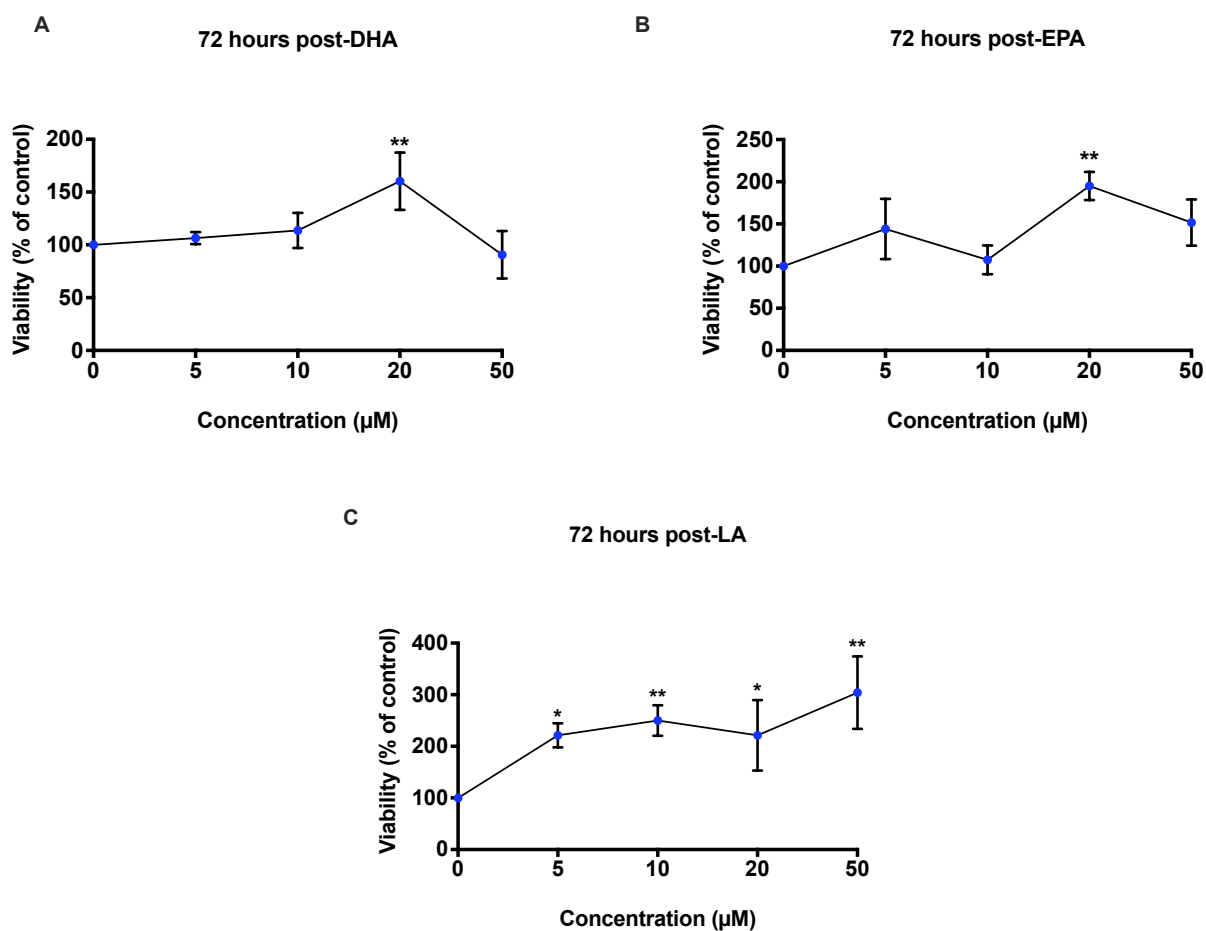 A
72 hours post-DHA
Viability (% of control)
200
150
100
50
0
**
0 5 10 20 50
Concentration (µM)
B
72 hours post-EPA
Viability (% of control)
250
200
150
100
50
0
**
0 5 10 20 50
Concentration (µM)
C
72 hours post-LA
Viability (% of control)
400
300
200
100
0
* ** * **
0 5 10 20 50
Concentration (µM)